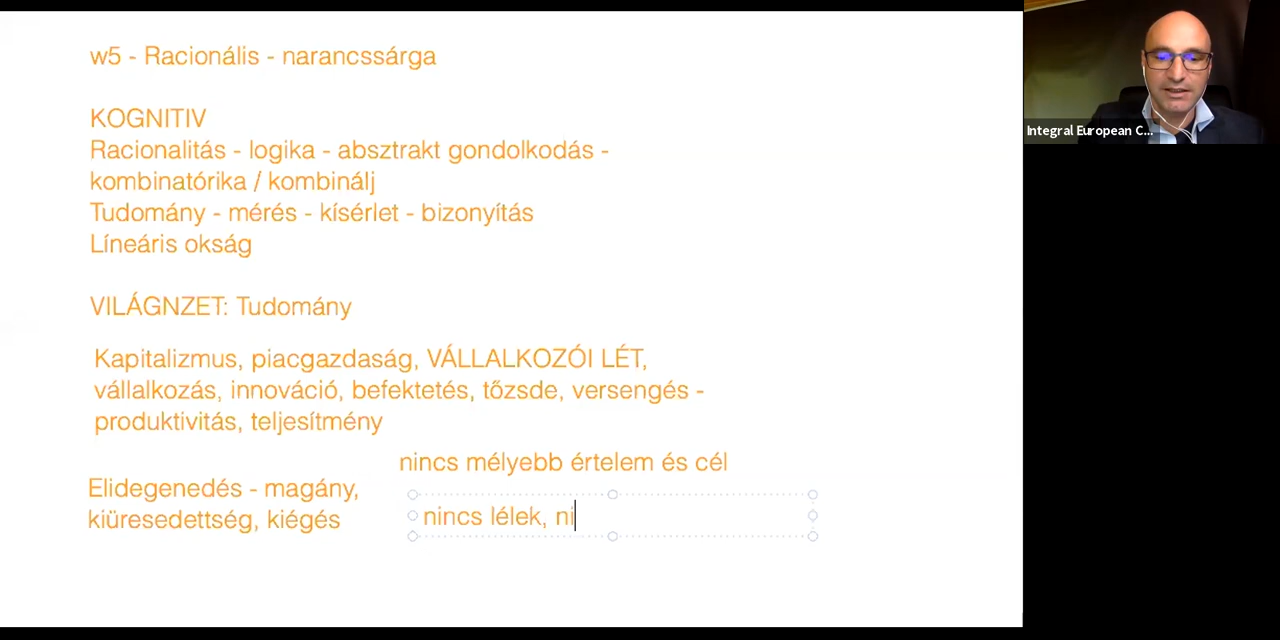 w5 - Racionális - narancssárga
KOGNITIV
Racionalitás - logika - absztrakt gondolkodás -
kombinatórika / kombinálj
Tudomány - mérés - kísérlet - bizonyítás
Líneáris okság
VILÁGNZET: Tudomány
Kapitalizmus, piacgazdaság, VÁLLALKOZÓI LÉT,
vállalkozás, innováció, befektetés, tőzsde, versengés -
produktivitás, teljesítmény
nincs mélyebb értelem és cél
Elidegenedés - magány,
kiüresedettség, kiégés
nincs lélek, ni
Integral European C...